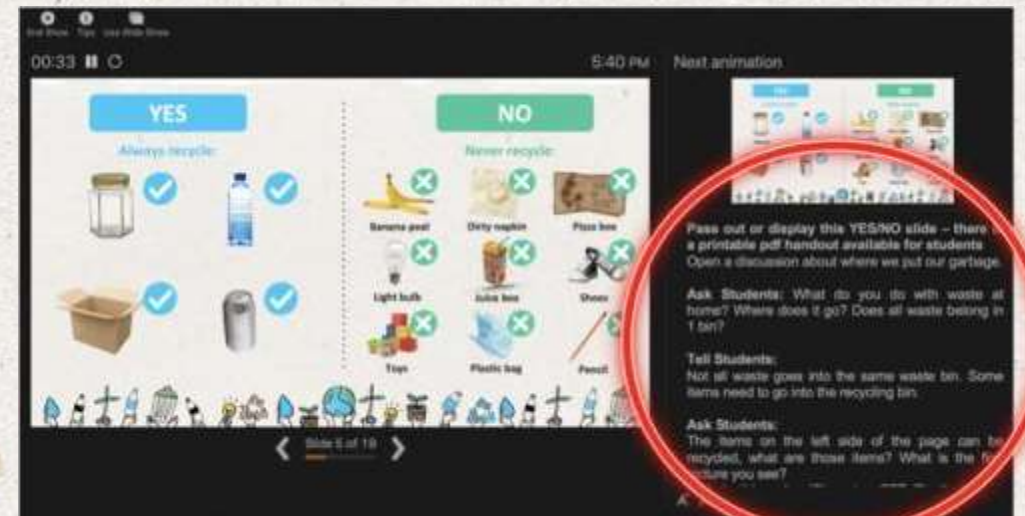 End Show Tips Use Slide Show
00:33
5:40 PM
Next animation
YES
NO
Always recycle:
Never recycle:
Banana peel
Dirty napkin
Pizza box
Light bulb
Juice box
Shoes
Toys
Plastic bag
Pencil
Slide 5 of 19
YES
NO
Pass out or display this YES/NO slide – there
a printable pdf handout available for students
Open a discussion about where we put our garbage.
Ask Students: What do you do with waste at
home? Where does it go? Does all waste belong in
1 bin?
Tell Students:
Not all waste goes into the same waste bin. Some
items need to go into the recycling bin.
Ask Students:
The items on the left side of the page can be
recycled, what are those items? What is the
picture you see?